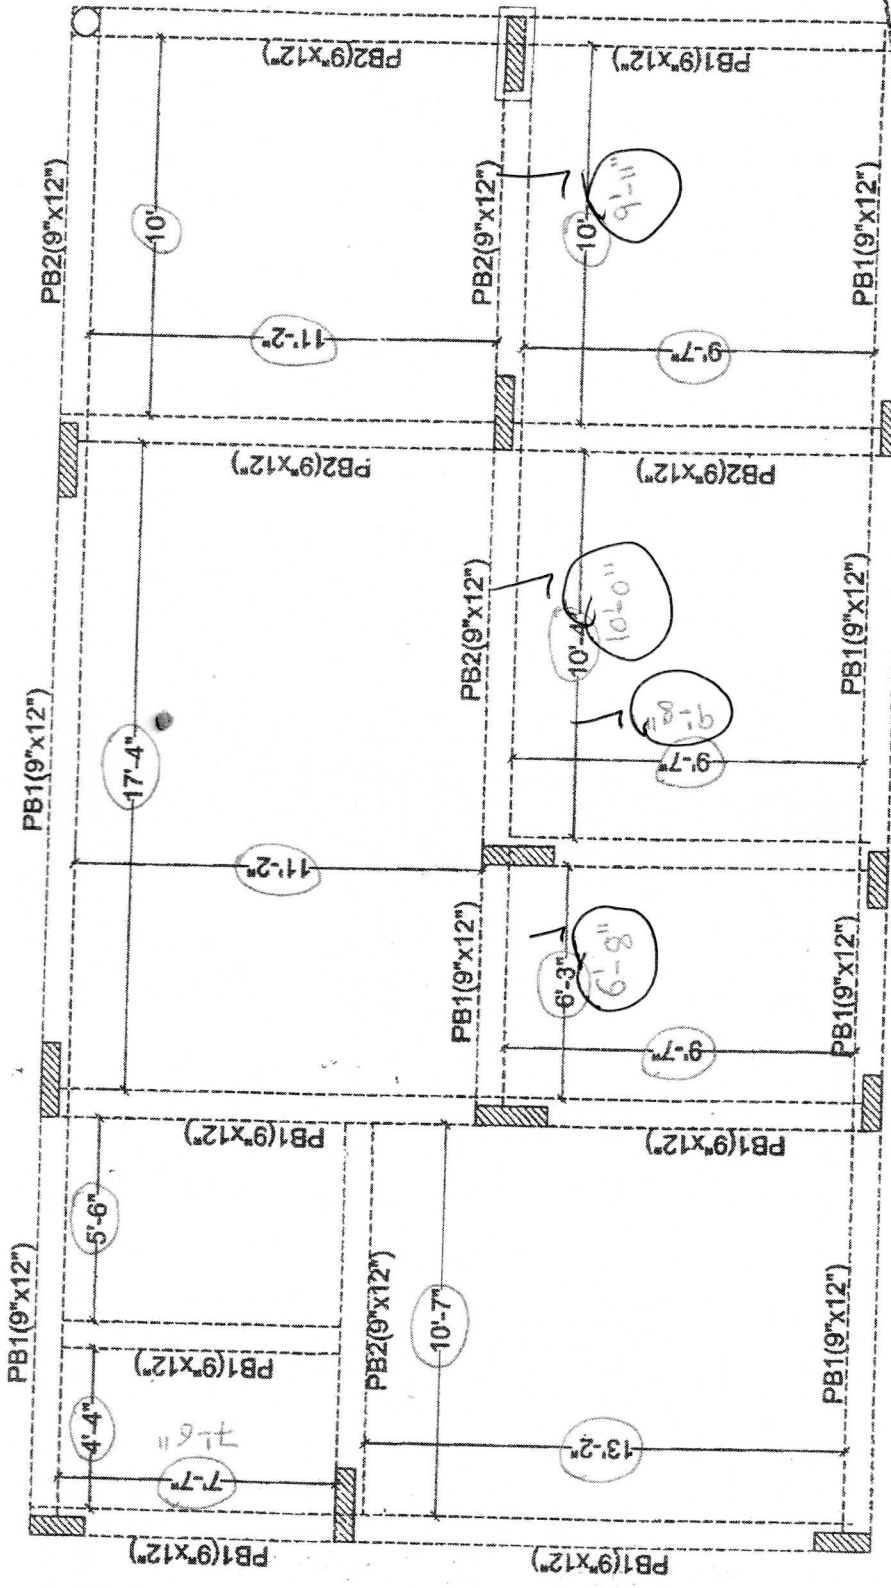 PB2(9"x12")
PB1(9"x12")
PB2(9"x12")
10'
11'-2"
PB2(9"x12")
10'
9'-11"
9'-7"
PB1(9"x12")
PB2(9"x12")
PB2(9"x12")
PB1(9"x12")
17'-4"
11'-2"
PB2(9"x12")
10'-4"
10'-0"
9'-8"
9'-7"
PB1(9"x12")
PB1(9"x12")
6'-3"
6'-8"
9'-7"
PB1(9"x12")
PB1(9"x12")
PB1(9"x12")
PB1(9"x12")
5'-6"
4'-4"
PB1(9"x12")
7'-6"
7'-7"
PB2(9"x12")
10'-7"
13'-2"
PB1(9"x12")
PB1(9"x12")
PB1(9"x12")